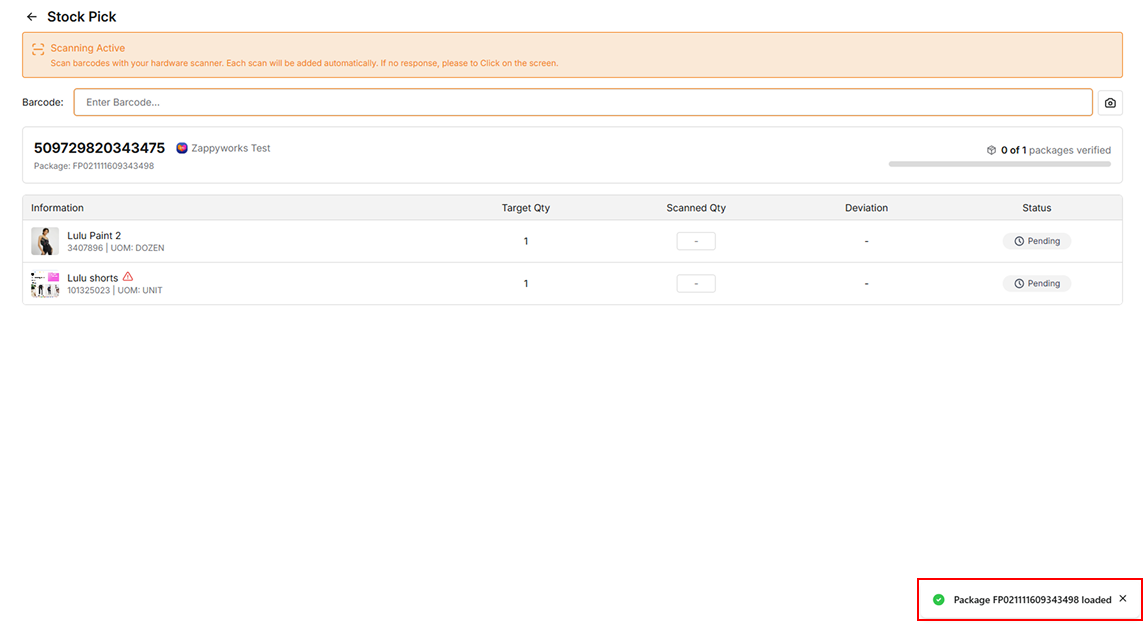 Stock Pick
Scanning Active
Scan barcodes with your hardware scanner. Each scan will be added automatically. If no response, please to Click on the screen.
Barcode: Enter Barcode...
509729820343475 Zappyworks Test 0 of 1 packages verified
Package: FP021111609343498
Information Target Qty Scanned Qty Deviation Status
Lulu Paint 2
3407896 | UOM: DOZEN 1 - - Pending
Lulu shorts
101325023 | UOM: UNIT 1 - - Pending
Package FP021111609343498 loaded